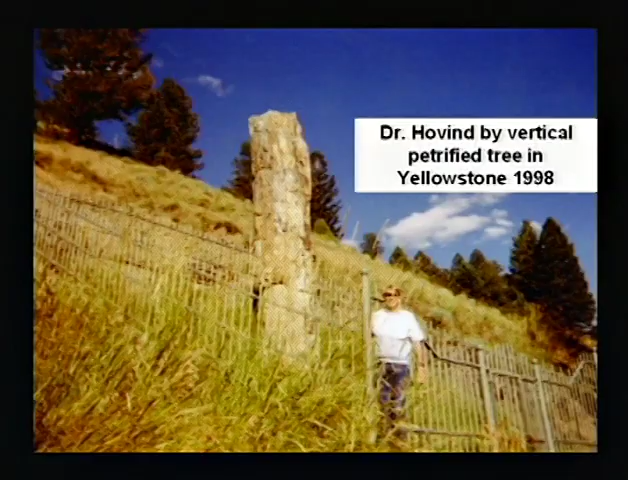 Dr. Hovind by vertical
petrified tree in
Yellowstone 1998